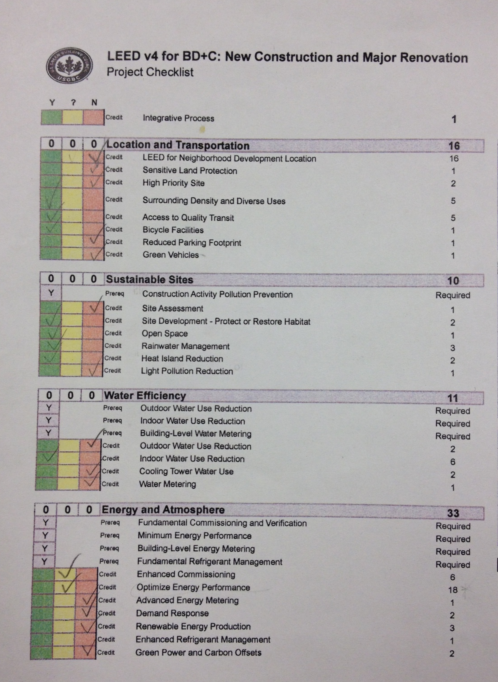 LEED v4 for BD+C: New Construction and Major Renovation
Project Checklist
Y ? N
Credit Integrative Process 1
0 0 0 Location and Transportation 16
Credit LEED for Neighborhood Development Location 16
Credit Sensitive Land Protection 1
Credit High Priority Site 2
Credit Surrounding Density and Diverse Uses 5
Credit Access to Quality Transit 5
Credit Bicycle Facilities 1
Credit Reduced Parking Footprint 1
Credit Green Vehicles 1
0 0 0 Sustainable Sites 10
Y Prereq Construction Activity Pollution Prevention Required
Credit Site Assessment 1
Credit Site Development - Protect or Restore Habitat 2
Credit Open Space 1
Credit Rainwater Management 3
Credit Heat Island Reduction 2
Credit Light Pollution Reduction 1
0 0 0 Water Efficiency 11
Y Prereq Outdoor Water Use Reduction Required
Y Prereq Indoor Water Use Reduction Required
Y Prereq Building-Level Water Metering Required
Credit Outdoor Water Use Reduction 2
Credit Indoor Water Use Reduction 6
Credit Cooling Tower Water Use 2
Credit Water Metering 1
0 0 0 Energy and Atmosphere 33
Y Prereq Fundamental Commissioning and Verification Required
Y Prereq Minimum Energy Performance Required
Y Prereq Building-Level Energy Metering Required
Y Prereq Fundamental Refrigerant Management Required
Credit Enhanced Commissioning 6
Credit Optimize Energy Performance 18
Credit Advanced Energy Metering 1
Credit Demand Response 2
Credit Renewable Energy Production 3
Credit Enhanced Refrigerant Management 1
Credit Green Power and Carbon Offsets 2